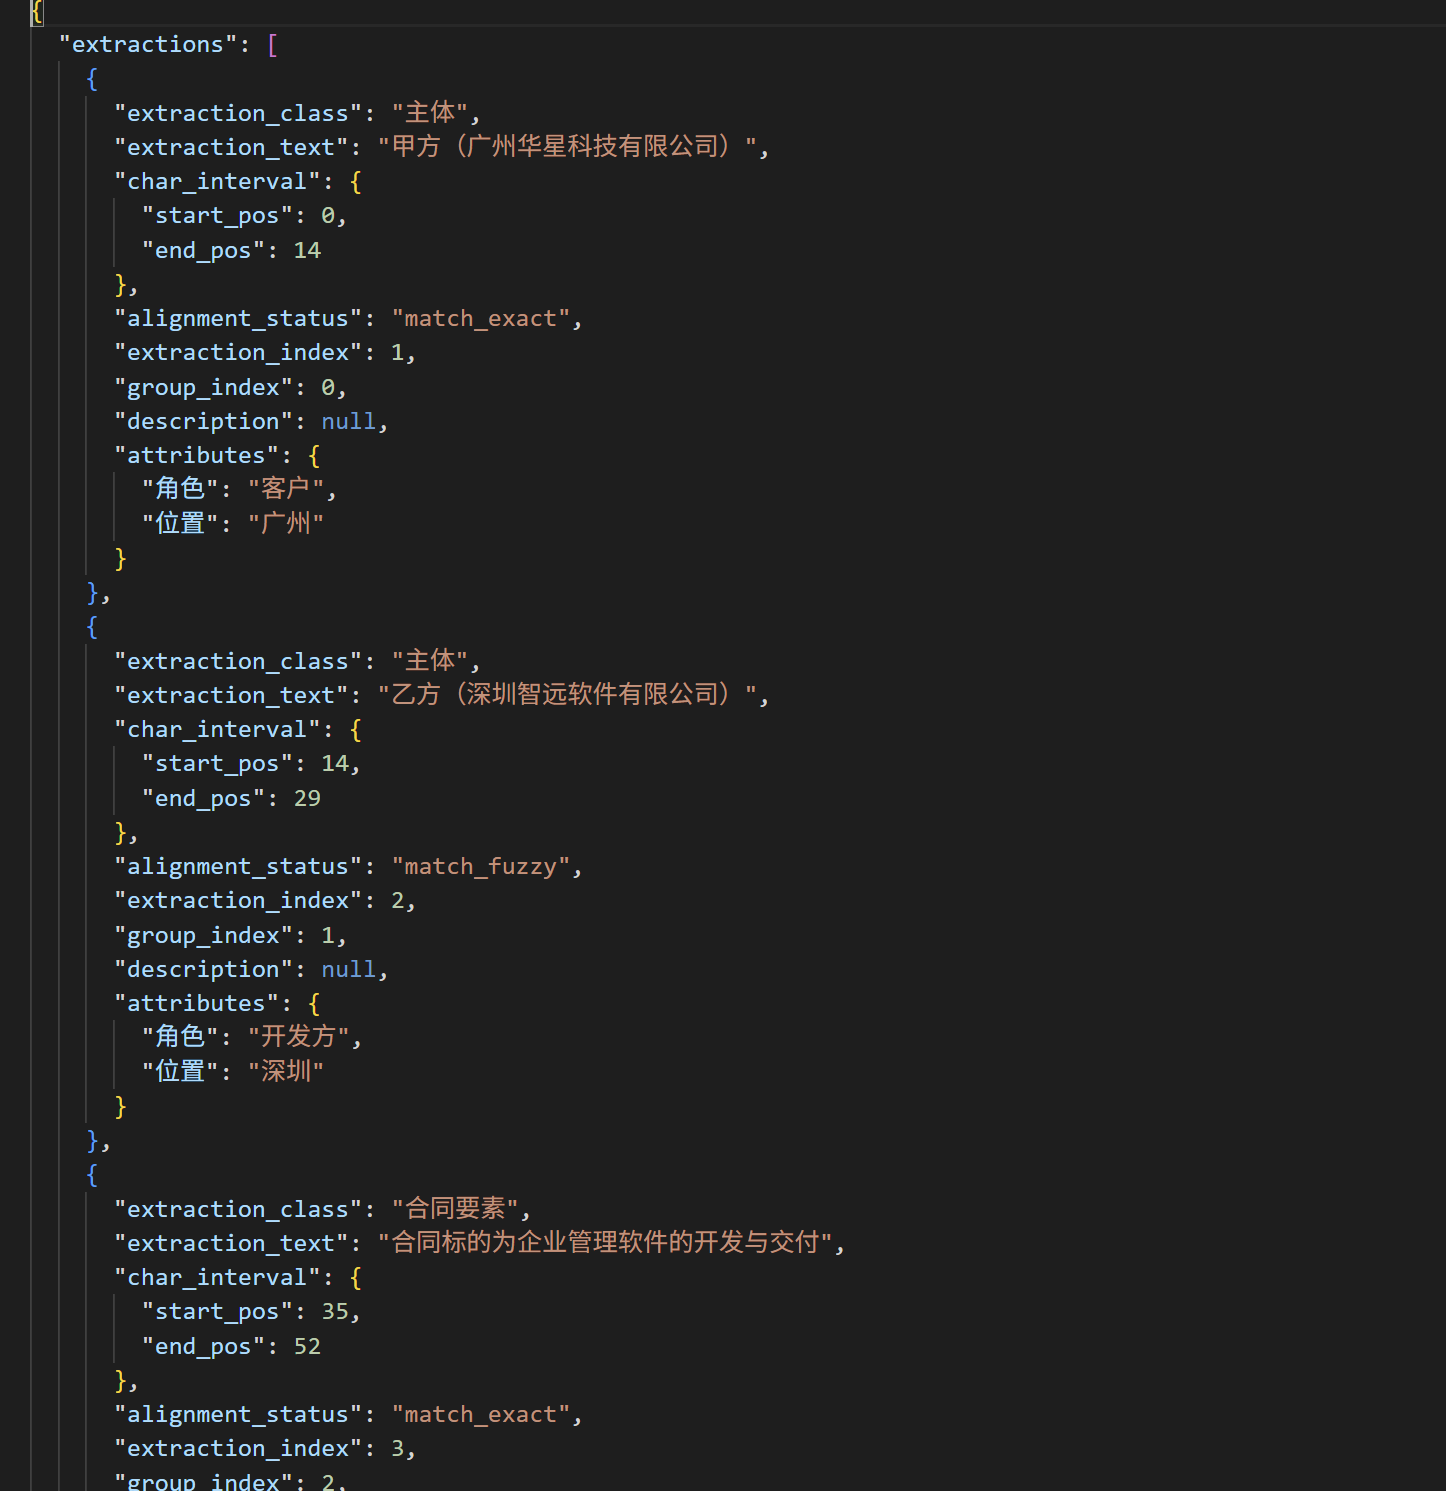 {
"extractions": [
{
"extraction_class": "主体",
"extraction_text": "甲方（广州华星科技有限公司）",
"char_interval": {
"start_pos": 0,
"end_pos": 14
},
"alignment_status": "match_exact",
"extraction_index": 1,
"group_index": 0,
"description": null,
"attributes": {
"角色": "客户",
"位置": "广州"
}
},
{
"extraction_class": "主体",
"extraction_text": "乙方（深圳智远软件有限公司）",
"char_interval": {
"start_pos": 14,
"end_pos": 29
},
"alignment_status": "match_fuzzy",
"extraction_index": 2,
"group_index": 1,
"description": null,
"attributes": {
"角色": "开发方",
"位置": "深圳"
}
},
{
"extraction_class": "合同要素",
"extraction_text": "合同标的为企业管理软件的开发与交付",
"char_interval": {
"start_pos": 35,
"end_pos": 52
},
"alignment_status": "match_exact",
"extraction_index": 3,
"group_index": 2,